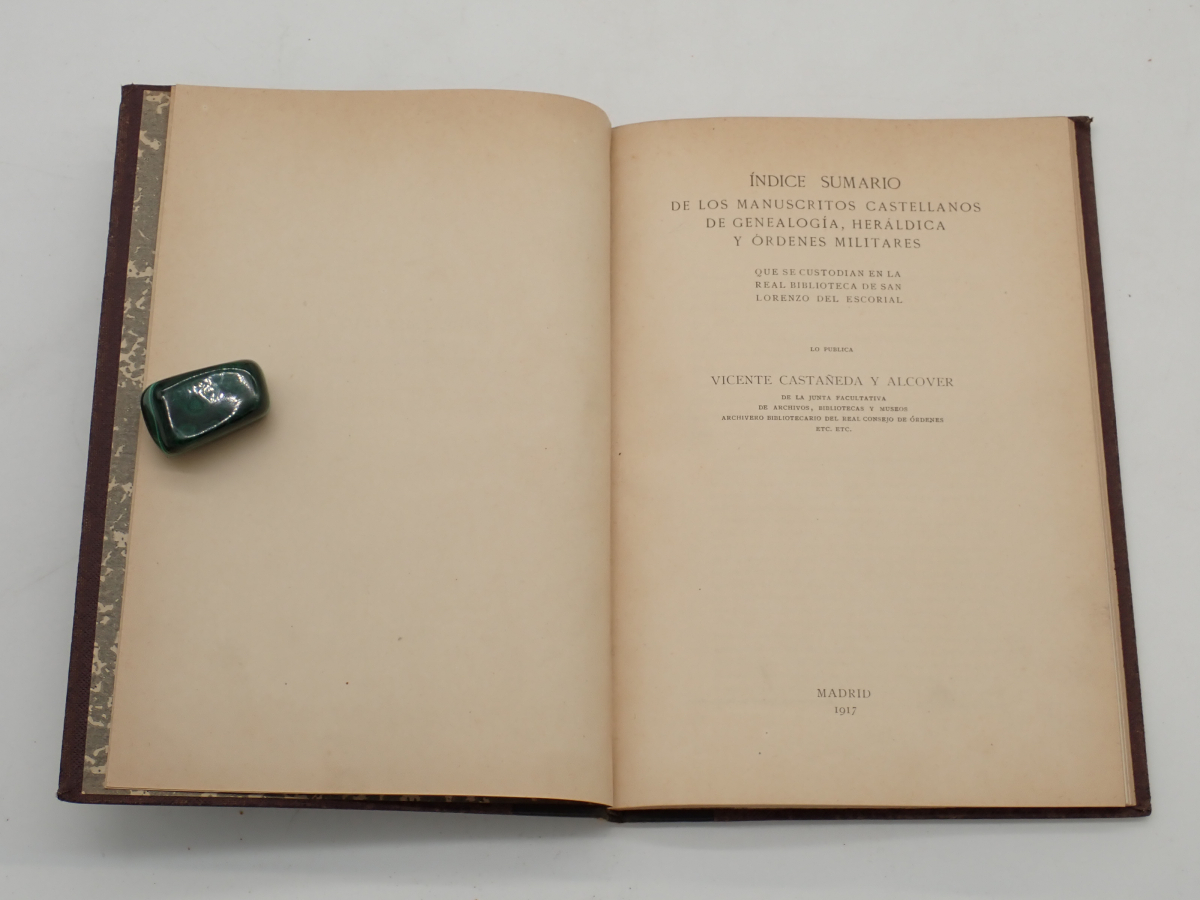 ÍNDICE SUMARIO
DE LOS MANUSCRITOS CASTELLANOS
DE GENEALOGÍA, HERÁLDICA
Y ÓRDENES MILITARES
QUE SE CUSTODIAN EN LA
REAL BIBLIOTECA DE SAN
LORENZO DEL ESCORIAL
LO PUBLICA
VICENTE CASTAÑEDA Y ALCOVER
DE LA JUNTA FACULTATIVA
DE ARCHIVOS, BIBLIOTECAS Y MUSEOS
ARCHIVERO BIBLIOTECARIO DEL REAL CONSEJO DE ÓRDENES
ETC. ETC.
MADRID
1917